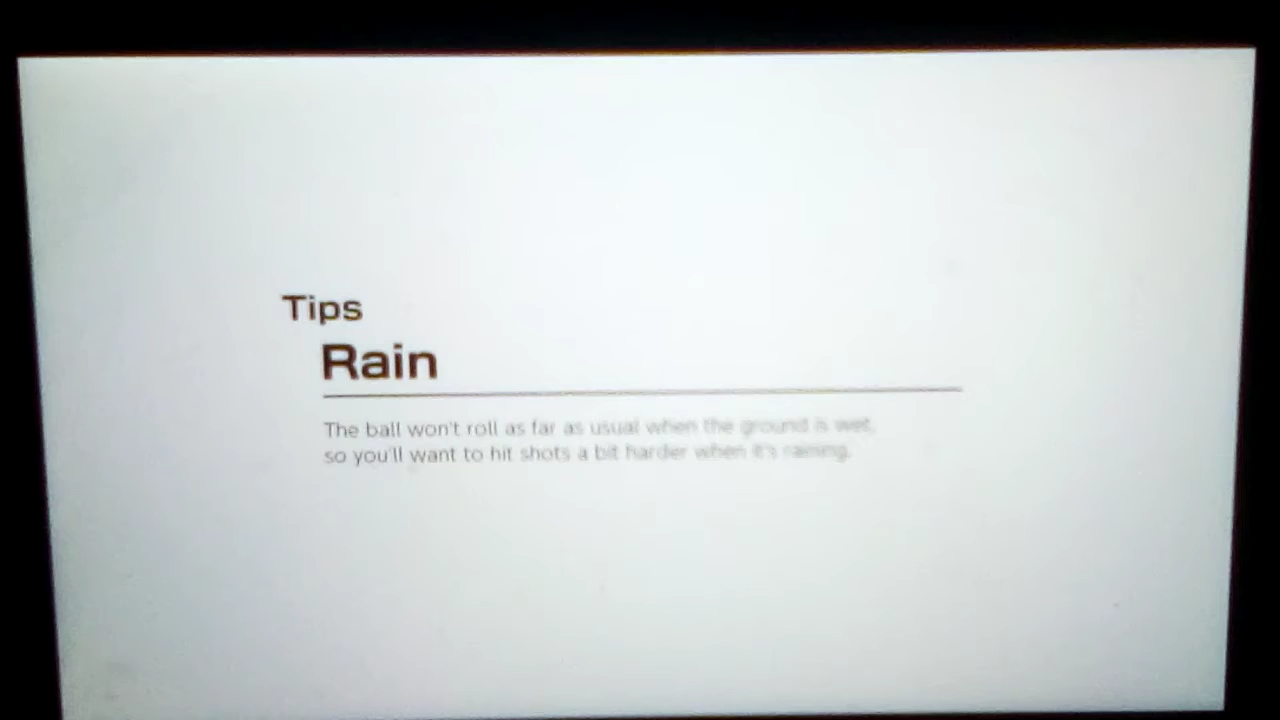 Tips
Rain
The ball won't roll as far as usual when the ground is wet,
so you'll want to hit shots a bit harder when it's raining.